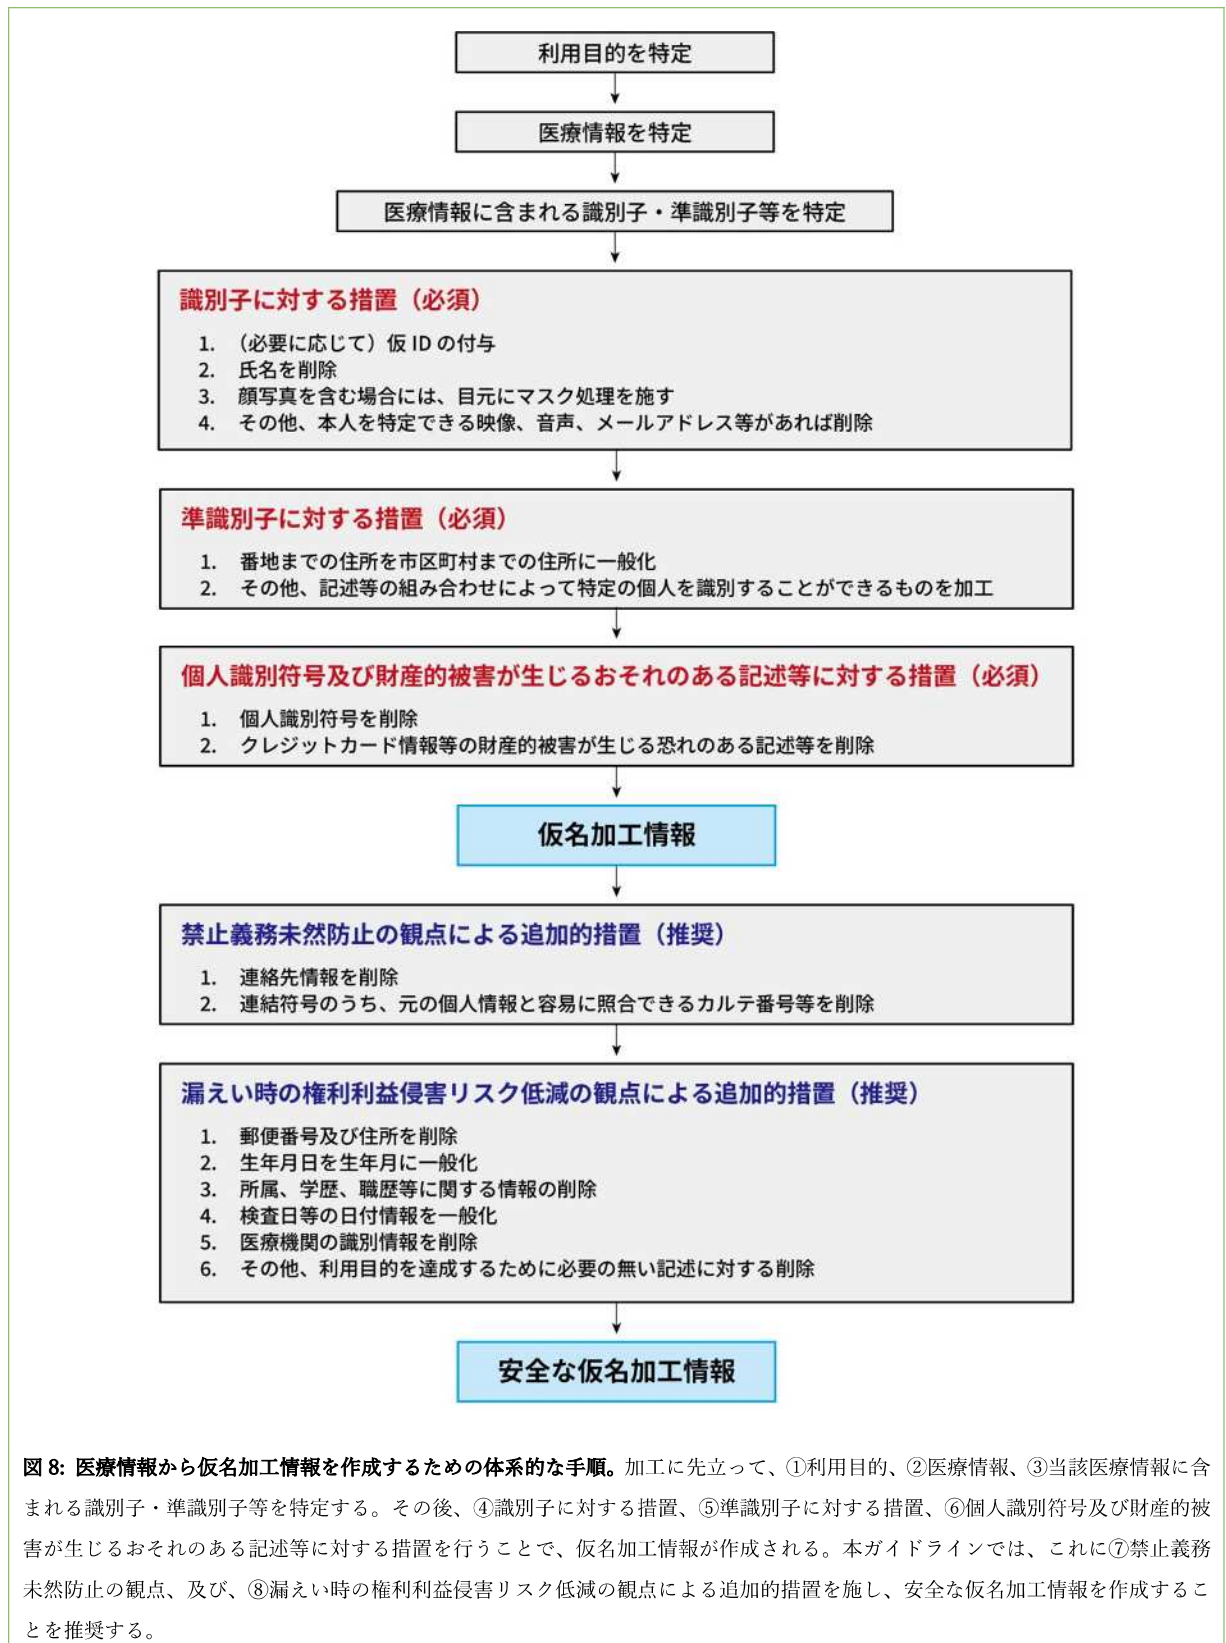 利用目的を特定
医療情報を特定
医療情報に含まれる識別子・準識別子等を特定
識別子に対する措置（必須）
1. （必要に応じて）仮 ID の付与
2. 氏名を削除
3. 顔写真を含む場合には、目元にマスク処理を施す
4. その他、本人を特定できる映像、音声、メールアドレス等があれば削除
準識別子に対する措置（必須）
1. 番地までの住所を市区町村までの住所に一般化
2. その他、記述等の組み合わせによって特定の個人を識別することができるものを加工
個人識別符号及び財産的被害が生じるおそれのある記述等に対する措置（必須）
1. 個人識別符号を削除
2. クレジットカード情報等の財産的被害が生じる恐れのある記述等を削除
仮名加工情報
禁止義務未然防止の観点による追加的措置（推奨）
1. 連絡先情報を削除
2. 連結符号のうち、元の個人情報と容易に照合できるカルテ番号等を削除
漏えい時の権利利益侵害リスク低減の観点による追加的措置（推奨）
1. 郵便番号及び住所を削除
2. 生年月日を生年月に一般化
3. 所属、学歴、職歴等に関する情報の削除
4. 検査日等の日付情報を一般化
5. 医療機関の識別情報を削除
6. その他、利用目的を達成するために必要の無い記述に対する削除
安全な仮名加工情報
図 8: 医療情報から仮名加工情報を作成するための体系的な手順。加工に先立って、①利用目的、②医療情報、③当該医療情報に含
まれる識別子・準識別子等を特定する。その後、④識別子に対する措置、⑤準識別子に対する措置、⑥個人識別符号及び財産的被
害が生じるおそれのある記述等に対する措置を行うことで、仮名加工情報が作成される。本ガイドラインでは、これに⑦禁止義務
未然防止の観点、及び、⑧漏えい時の権利利益侵害リスク低減の観点による追加的措置を施し、安全な仮名加工情報を作成するこ
とを推奨する。